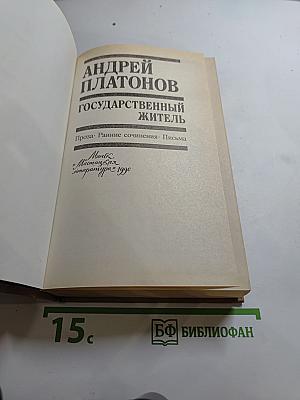 АНДРЕЙ
ПЛАТОНОВ
ГОСУДАРСТВЕННЫЙ
ЖИТЕЛЬ
Проза · Ранние сочинения · Письма
Минск
«Мастацкая
літаратура» 1990
15с
БФ БИБЛИОФАН